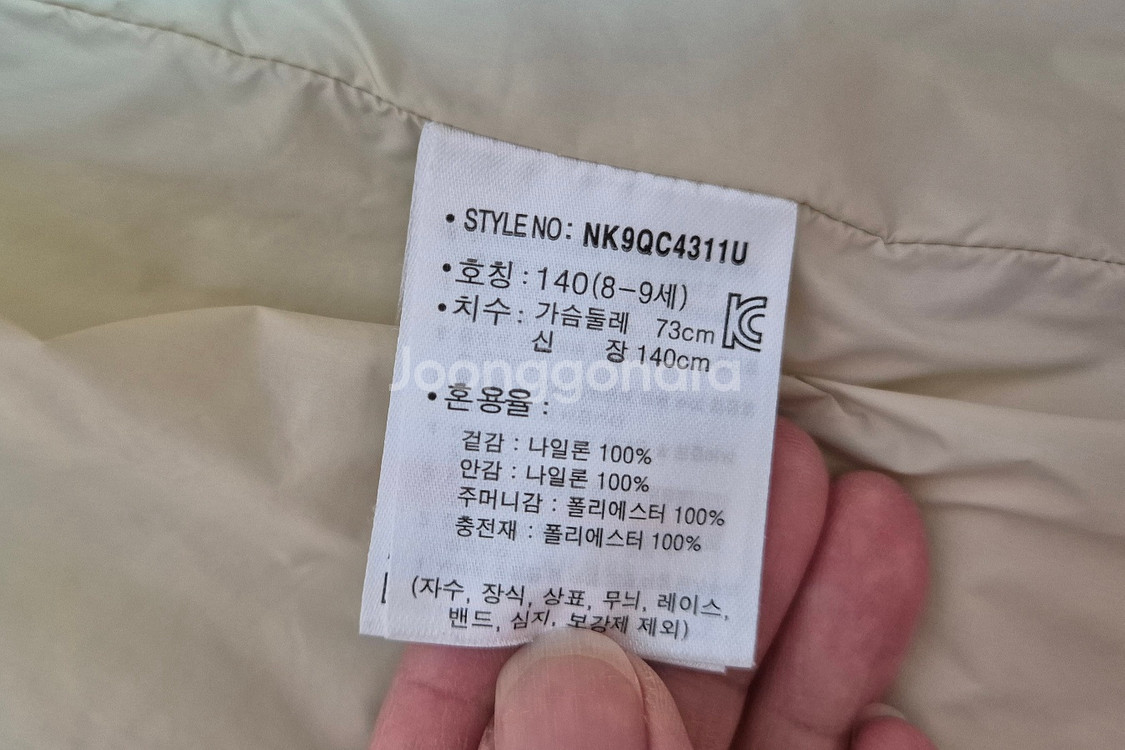 • STYLE NO: NK9QC4311U
• 호칭 : 140(8-9세)
• 치수 : 가슴둘레 73cm
신 장 140cm
KC
Joonggonara
• 혼용율 :
겉감 : 나일론 100%
안감 : 나일론 100%
주머니감 : 폴리에스터 100%
충전재 : 폴리에스터 100%
(자수, 장식, 상표, 무늬, 레이스,
밴드, 심지, 보강제 제외)